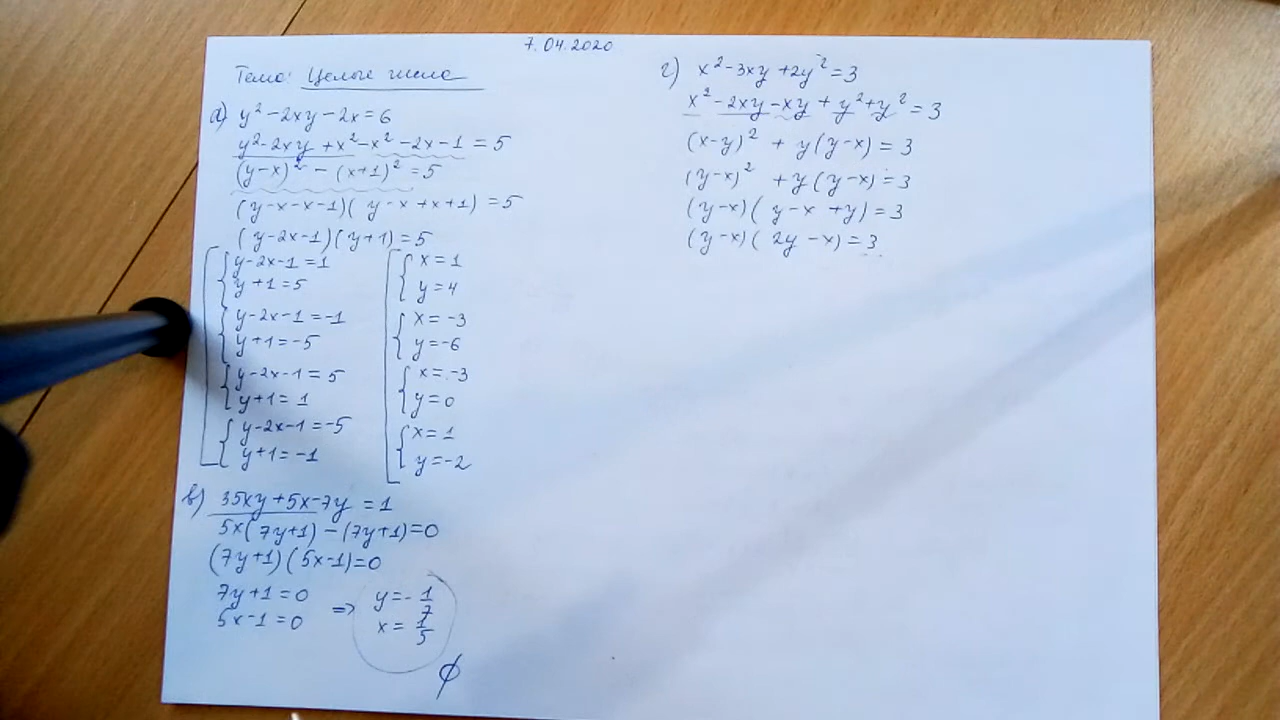 7.04.2020
Тема: Целые числа
а) y² - 2xy - 2x = 6
y² - 2xy + x² - x² - 2x - 1 = 5
(y-x)² - (x+1)² = 5
(y-x-x-1)(y-x+x+1) = 5
(y-2x-1)(y+1) = 5
y-2x-1 = 1
y+1 = 5
y-2x-1 = -1
y+1 = -5
y-2x-1 = 5
y+1 = 1
y-2x-1 = -5
y+1 = -1
x = 1
y = 4
x = -3
y = -6
x = -3
y = 0
x = 1
y = -2
в) 35xy + 5x - 7y = 1
5x(7y+1) - (7y+1) = 0
(7y+1)(5x-1) = 0
7y+1 = 0
5x-1 = 0
=> y = -1/7
x = 1/5
∅
г) x² - 3xy + 2y² = 3
x² - 2xy - xy + y² + y² = 3
(x-y)² + y(y-x) = 3
(y-x)² + y(y-x) = 3
(y-x)(y-x+y) = 3
(y-x)(2y-x) = 3